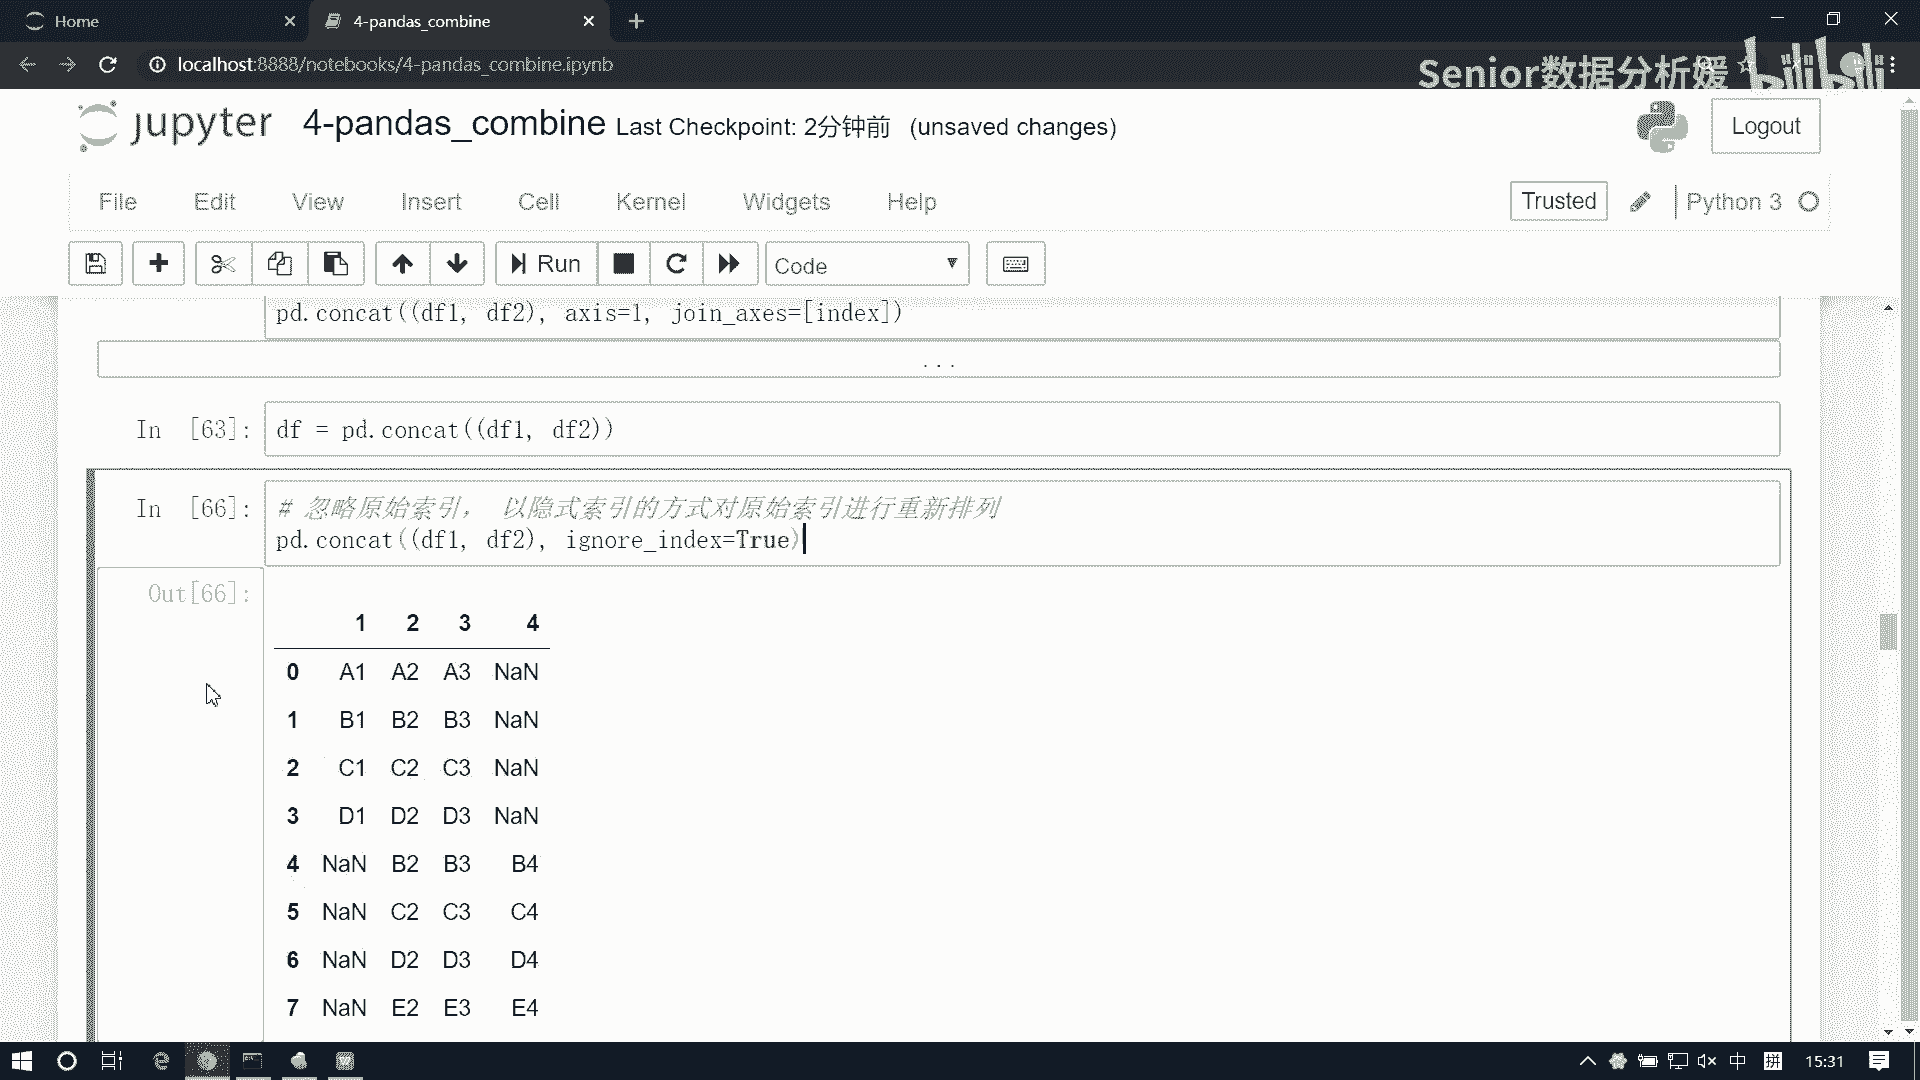 Home
4-pandas_combine
localhost:8888/notebooks/4-pandas_combine.ipynb
Senior数据分析媛 bilibili
jupyter 4-pandas_combine Last Checkpoint: 2分钟前 (unsaved changes)
Logout
File Edit View Insert Cell Kernel Widgets Help
Trusted Python 3
Run Code
pd.concat((df1, df2), axis=1, join_axes=[index])
...
In [63]: df = pd.concat((df1, df2))
In [66]: # 忽略原始索引， 以隐式索引的方式对原始索引进行重新排列
pd.concat((df1, df2), ignore_index=True)
Out[66]:
1 2 3 4
0 A1 A2 A3 NaN
1 B1 B2 B3 NaN
2 C1 C2 C3 NaN
3 D1 D2 D3 NaN
4 NaN B2 B3 B4
5 NaN C2 C3 C4
6 NaN D2 D3 D4
7 NaN E2 E3 E4
中 拼 15:31